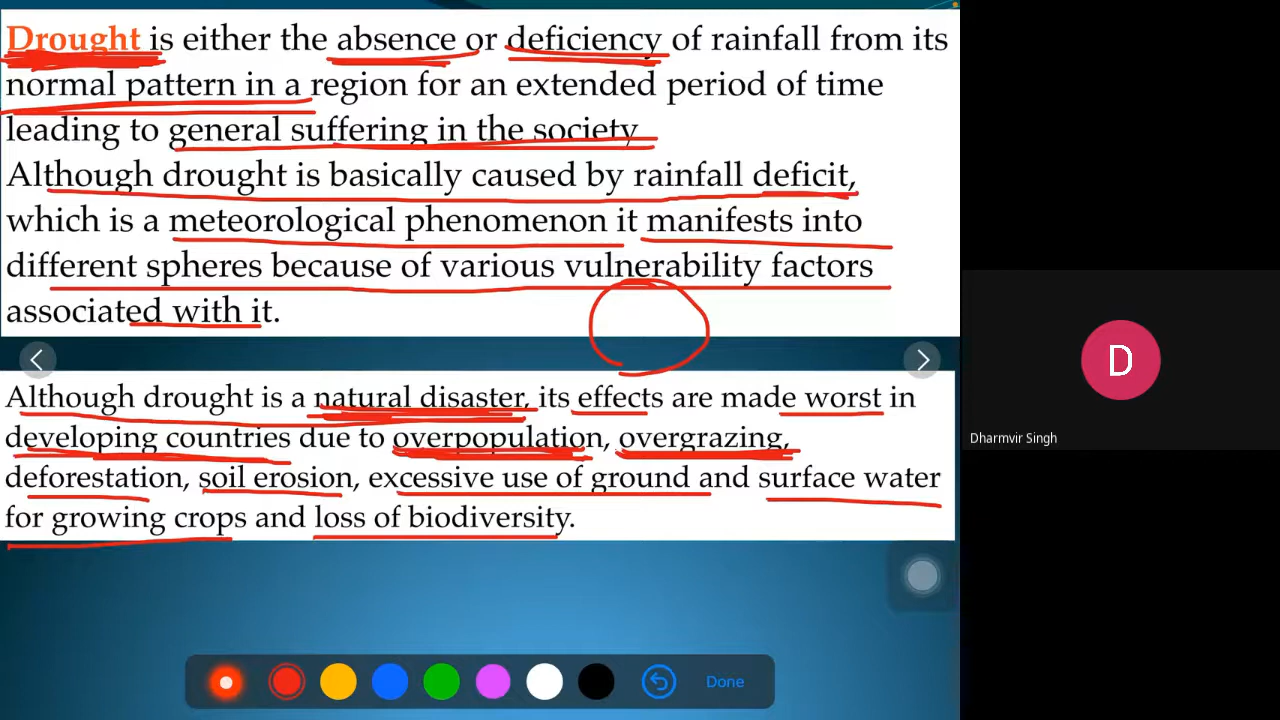 Drought is either the absence or deficiency of rainfall from its
normal pattern in a region for an extended period of time
leading to general suffering in the society
Although drought is basically caused by rainfall deficit,
which is a meteorological phenomenon it manifests into
different spheres because of various vulnerability factors
associated with it.
Although drought is a natural disaster, its effects are made worst in
developing countries due to overpopulation, overgrazing,
deforestation, soil erosion, excessive use of ground and surface water
for growing crops and loss of biodiversity.
D
Dharmvir Singh
Done